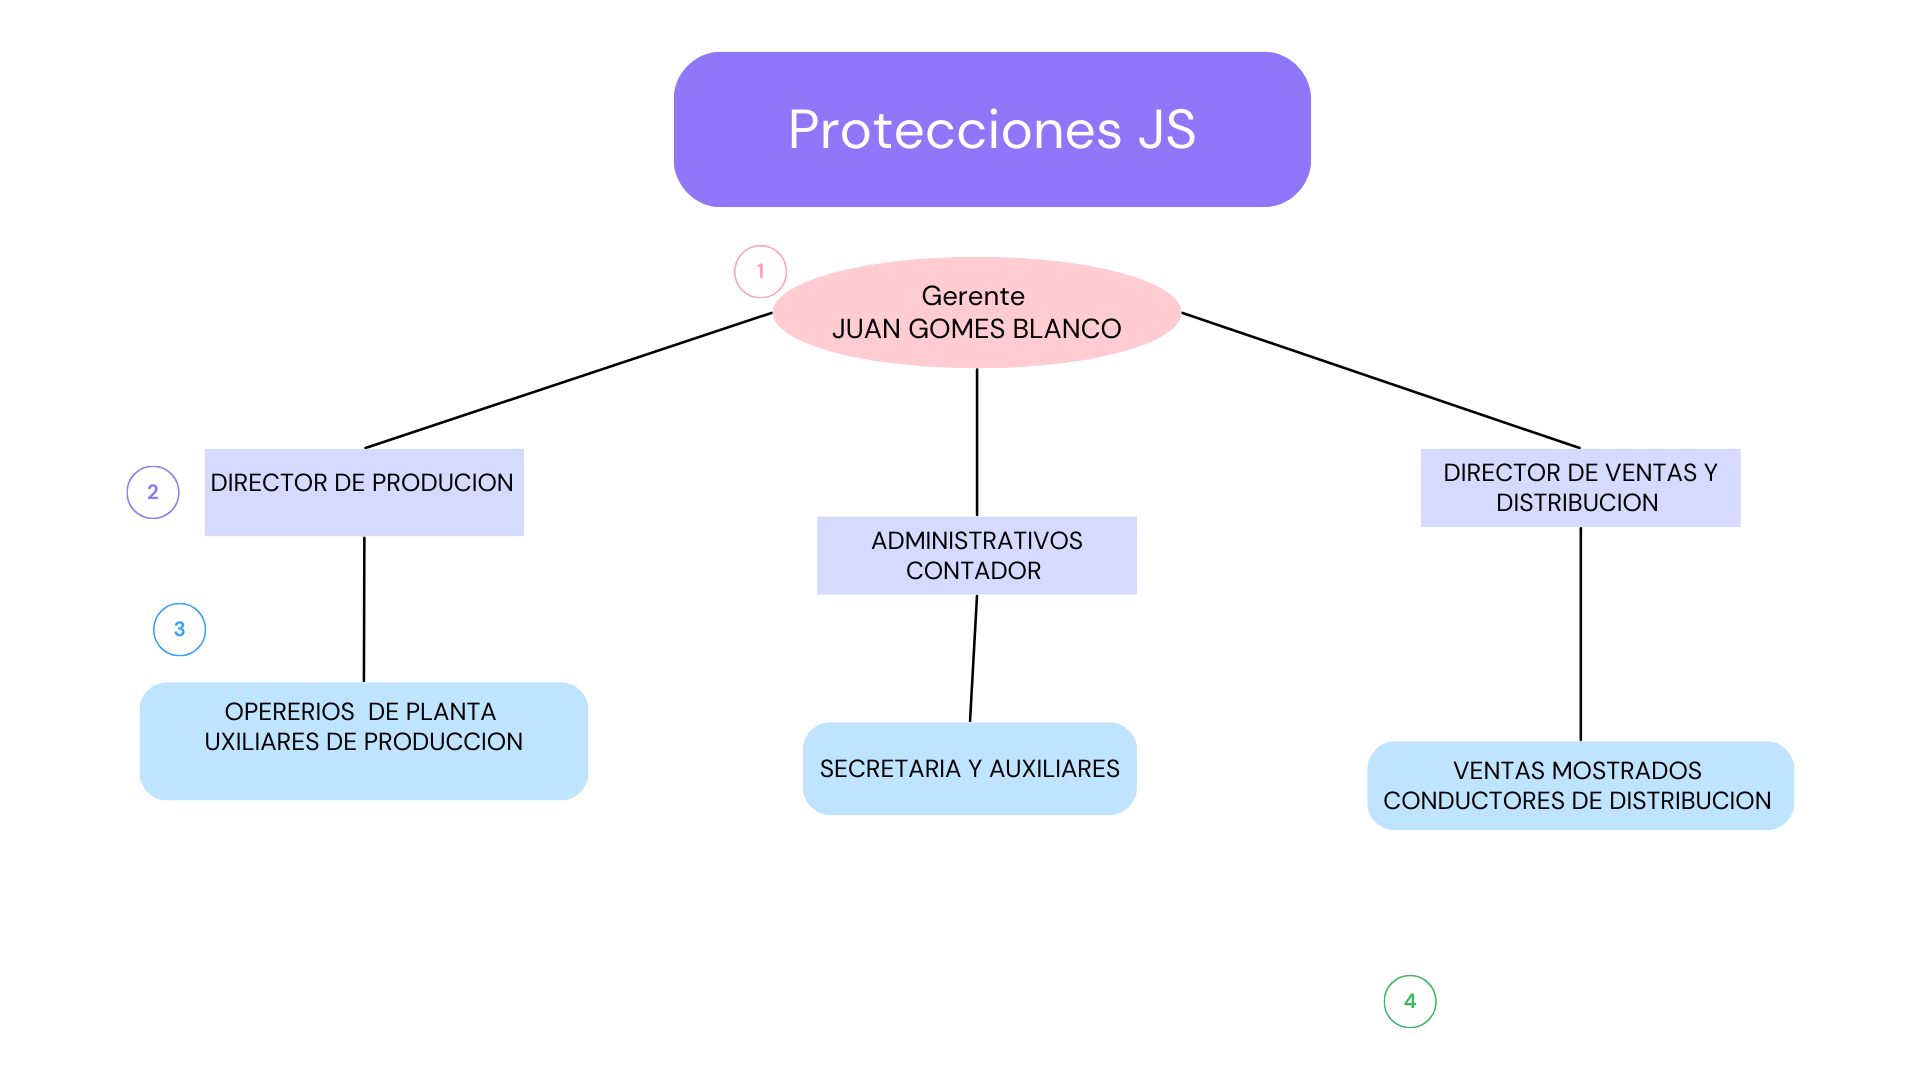 Protecciones JS
1
Gerente
JUAN GOMES BLANCO
2
DIRECTOR DE PRODUCION
ADMINISTRATIVOS
CONTADOR
DIRECTOR DE VENTAS Y
DISTRIBUCION
3
OPERERIOS  DE PLANTA
UXILIARES DE PRODUCCION
SECRETARIA Y AUXILIARES
VENTAS MOSTRADOS
CONDUCTORES DE DISTRIBUCION
4